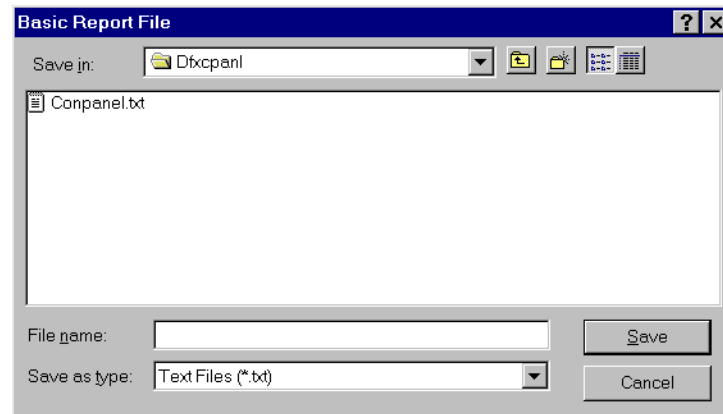 Basic Report File
Save in: Dfxcpanl
Conpanel.txt
File name: Save
Save as type: Text Files (*.txt) Cancel